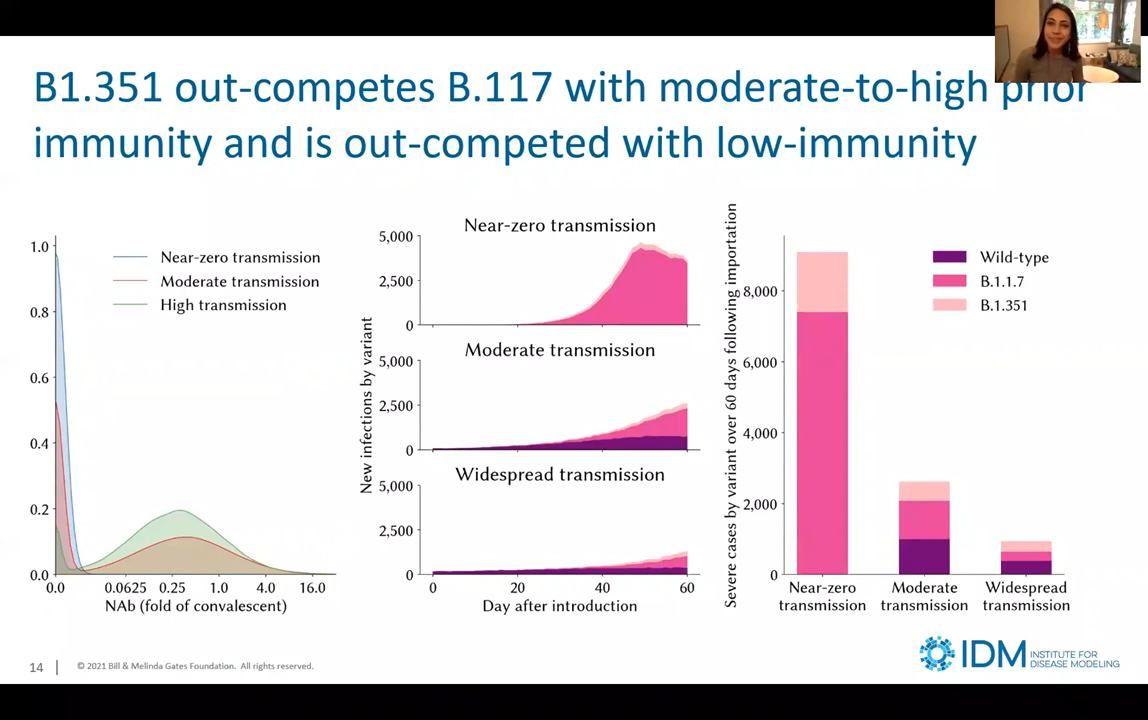 B1.351 out-competes B.117 with moderate-to-high prior
immunity and is out-competed with low-immunity
1.0
0.8
0.6
0.4
0.2
0.0
Near-zero transmission
Moderate transmission
High transmission
0.0 0.0625 0.25 1.0 4.0 16.0
NAb (fold of convalescent)
New infections by variant
Near-zero transmission
5,000
2,500
0
Moderate transmission
5,000
2,500
0
Widespread transmission
5,000
2,500
0
0 20 40 60
Day after introduction
Severe cases by variant over 60 days following importation
8,000
6,000
4,000
2,000
0
Wild-type
B.1.1.7
B.1.351
Near-zero
transmission
Moderate
transmission
Widespread
transmission
14 | © 2021 Bill & Melinda Gates Foundation. All rights reserved.
IDM
INSTITUTE FOR
DISEASE MODELING